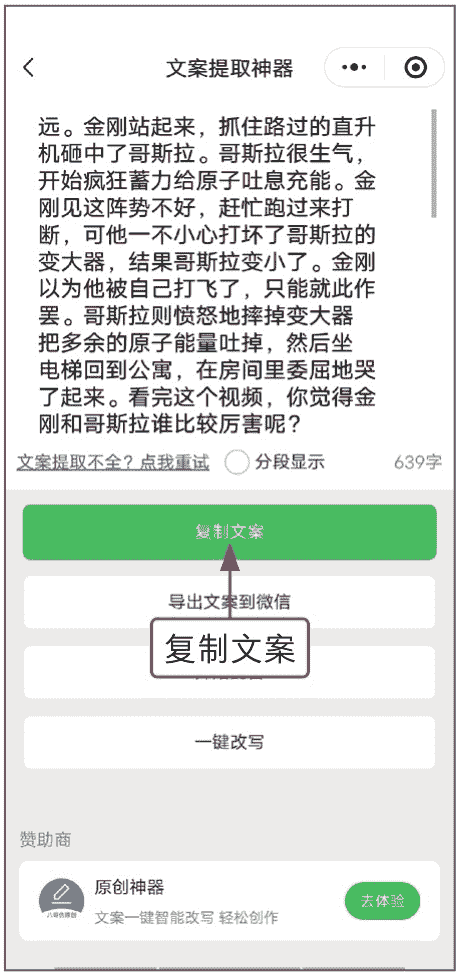 文案提取神器
远。金刚站起来，抓住路过的直升
机砸中了哥斯拉。哥斯拉很生气，
开始疯狂蓄力给原子吐息充能。金
刚见这阵势不好，赶忙跑过来打
断，可他一不小心打坏了哥斯拉的
变大器，结果哥斯拉变小了。金刚
以为他被自己打飞了，只能就此作
罢。哥斯拉则愤怒地摔掉变大器
把多余的原子能量吐掉，然后坐
电梯回到公寓，在房间里委屈地哭
了起来。看完这个视频，你觉得金
刚和哥斯拉谁比较厉害呢？
文案提取不全？点我重试 分段显示 639字
复制文案
导出文案到微信
复制文案
一键改写
赞助商
原创神器
文案一键智能改写 轻松创作
去体验